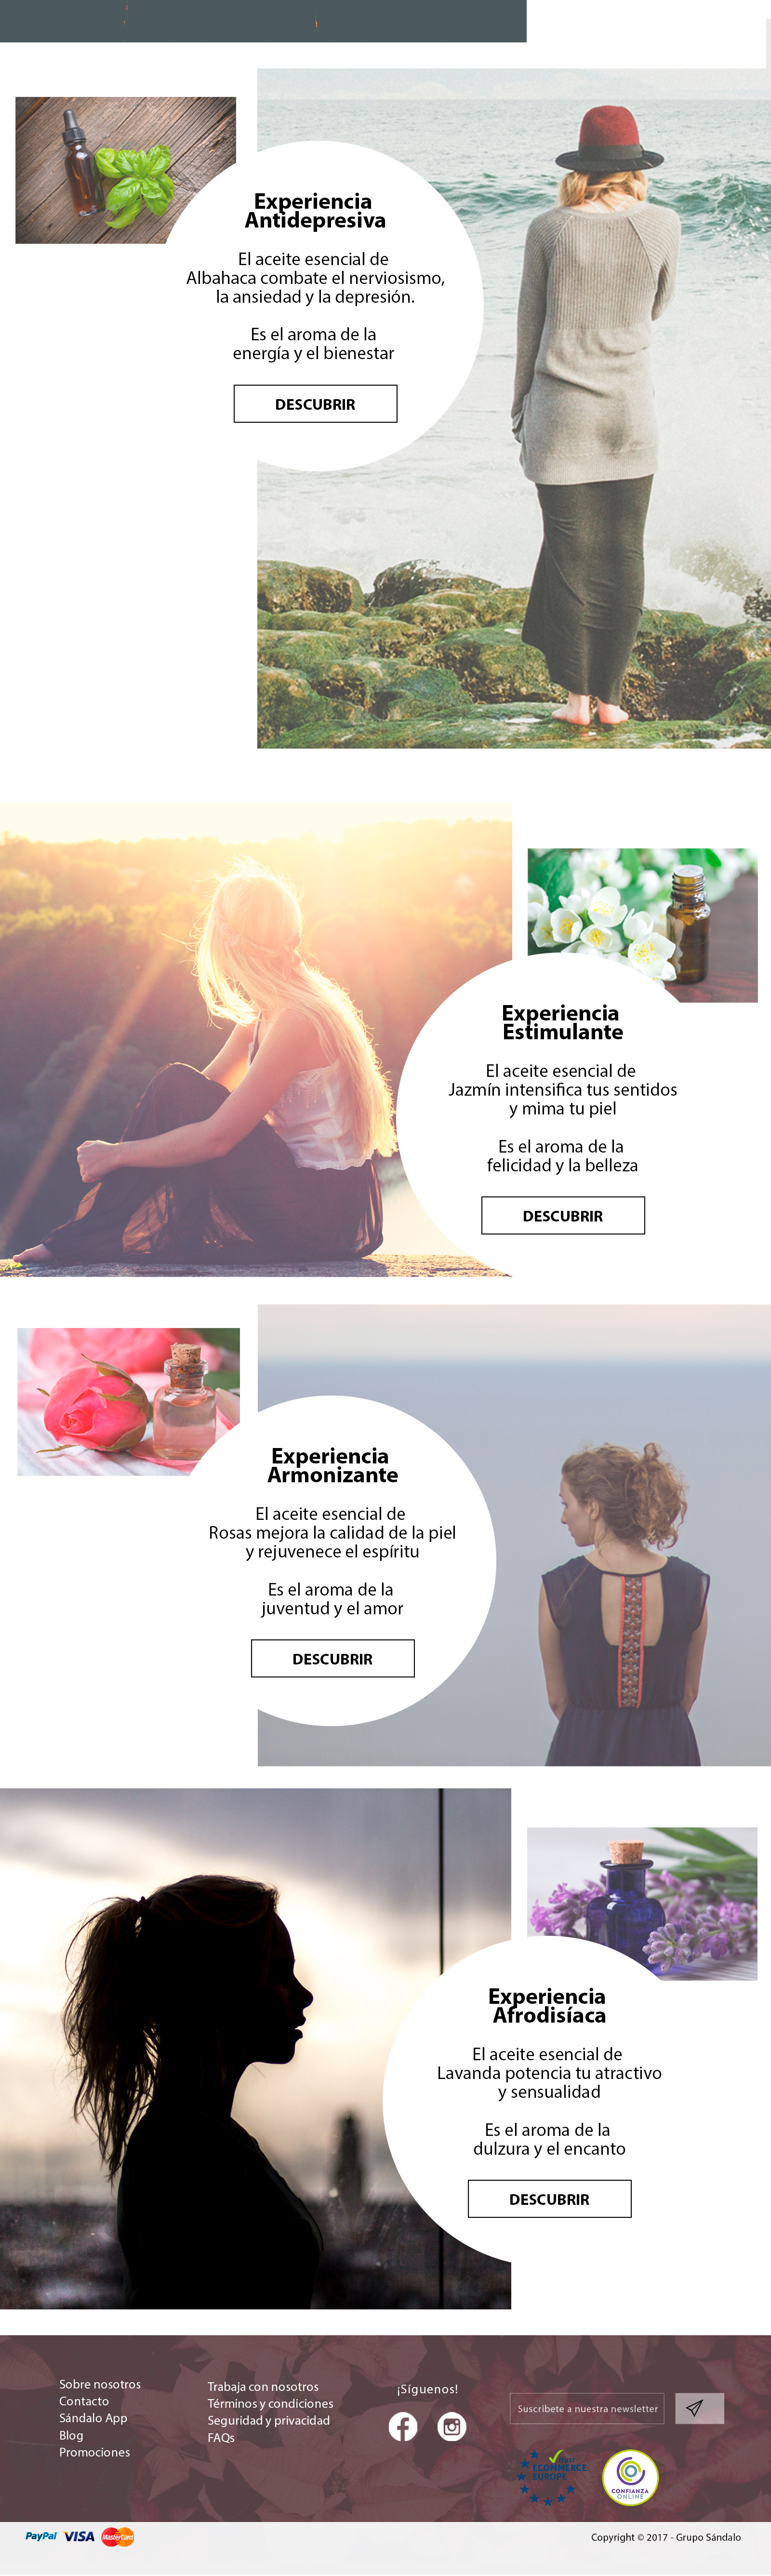 Experiencia
Antidepresiva
El aceite esencial de
Albahaca combate el nerviosismo,
la ansiedad y la depresión.
Es el aroma de la
energía y el bienestar
DESCUBRIR
Experiencia
Estimulante
El aceite esencial de
Jazmín intensifica tus sentidos
y mima tu piel
Es el aroma de la
felicidad y la belleza
DESCUBRIR
Experiencia
Armonizante
El aceite esencial de
Rosas mejora la calidad de la piel
y rejuvenece el espíritu
Es el aroma de la
juventud y el amor
DESCUBRIR
Experiencia
Afrodisíaca
El aceite esencial de
Lavanda potencia tu atractivo
y sensualidad
Es el aroma de la
dulzura y el encanto
DESCUBRIR
Sobre nosotros
Contacto
Sándalo App
Blog
Promociones
Trabaja con nosotros
Términos y condiciones
Seguridad y privacidad
FAQs
¡Síguenos!
Suscribete a nuestra newsletter
ECOMMERCE
EUROPE
CONFIANZA
ONLINE
PayPal VISA MasterCard
Copyright © 2017 - Grupo Sándalo